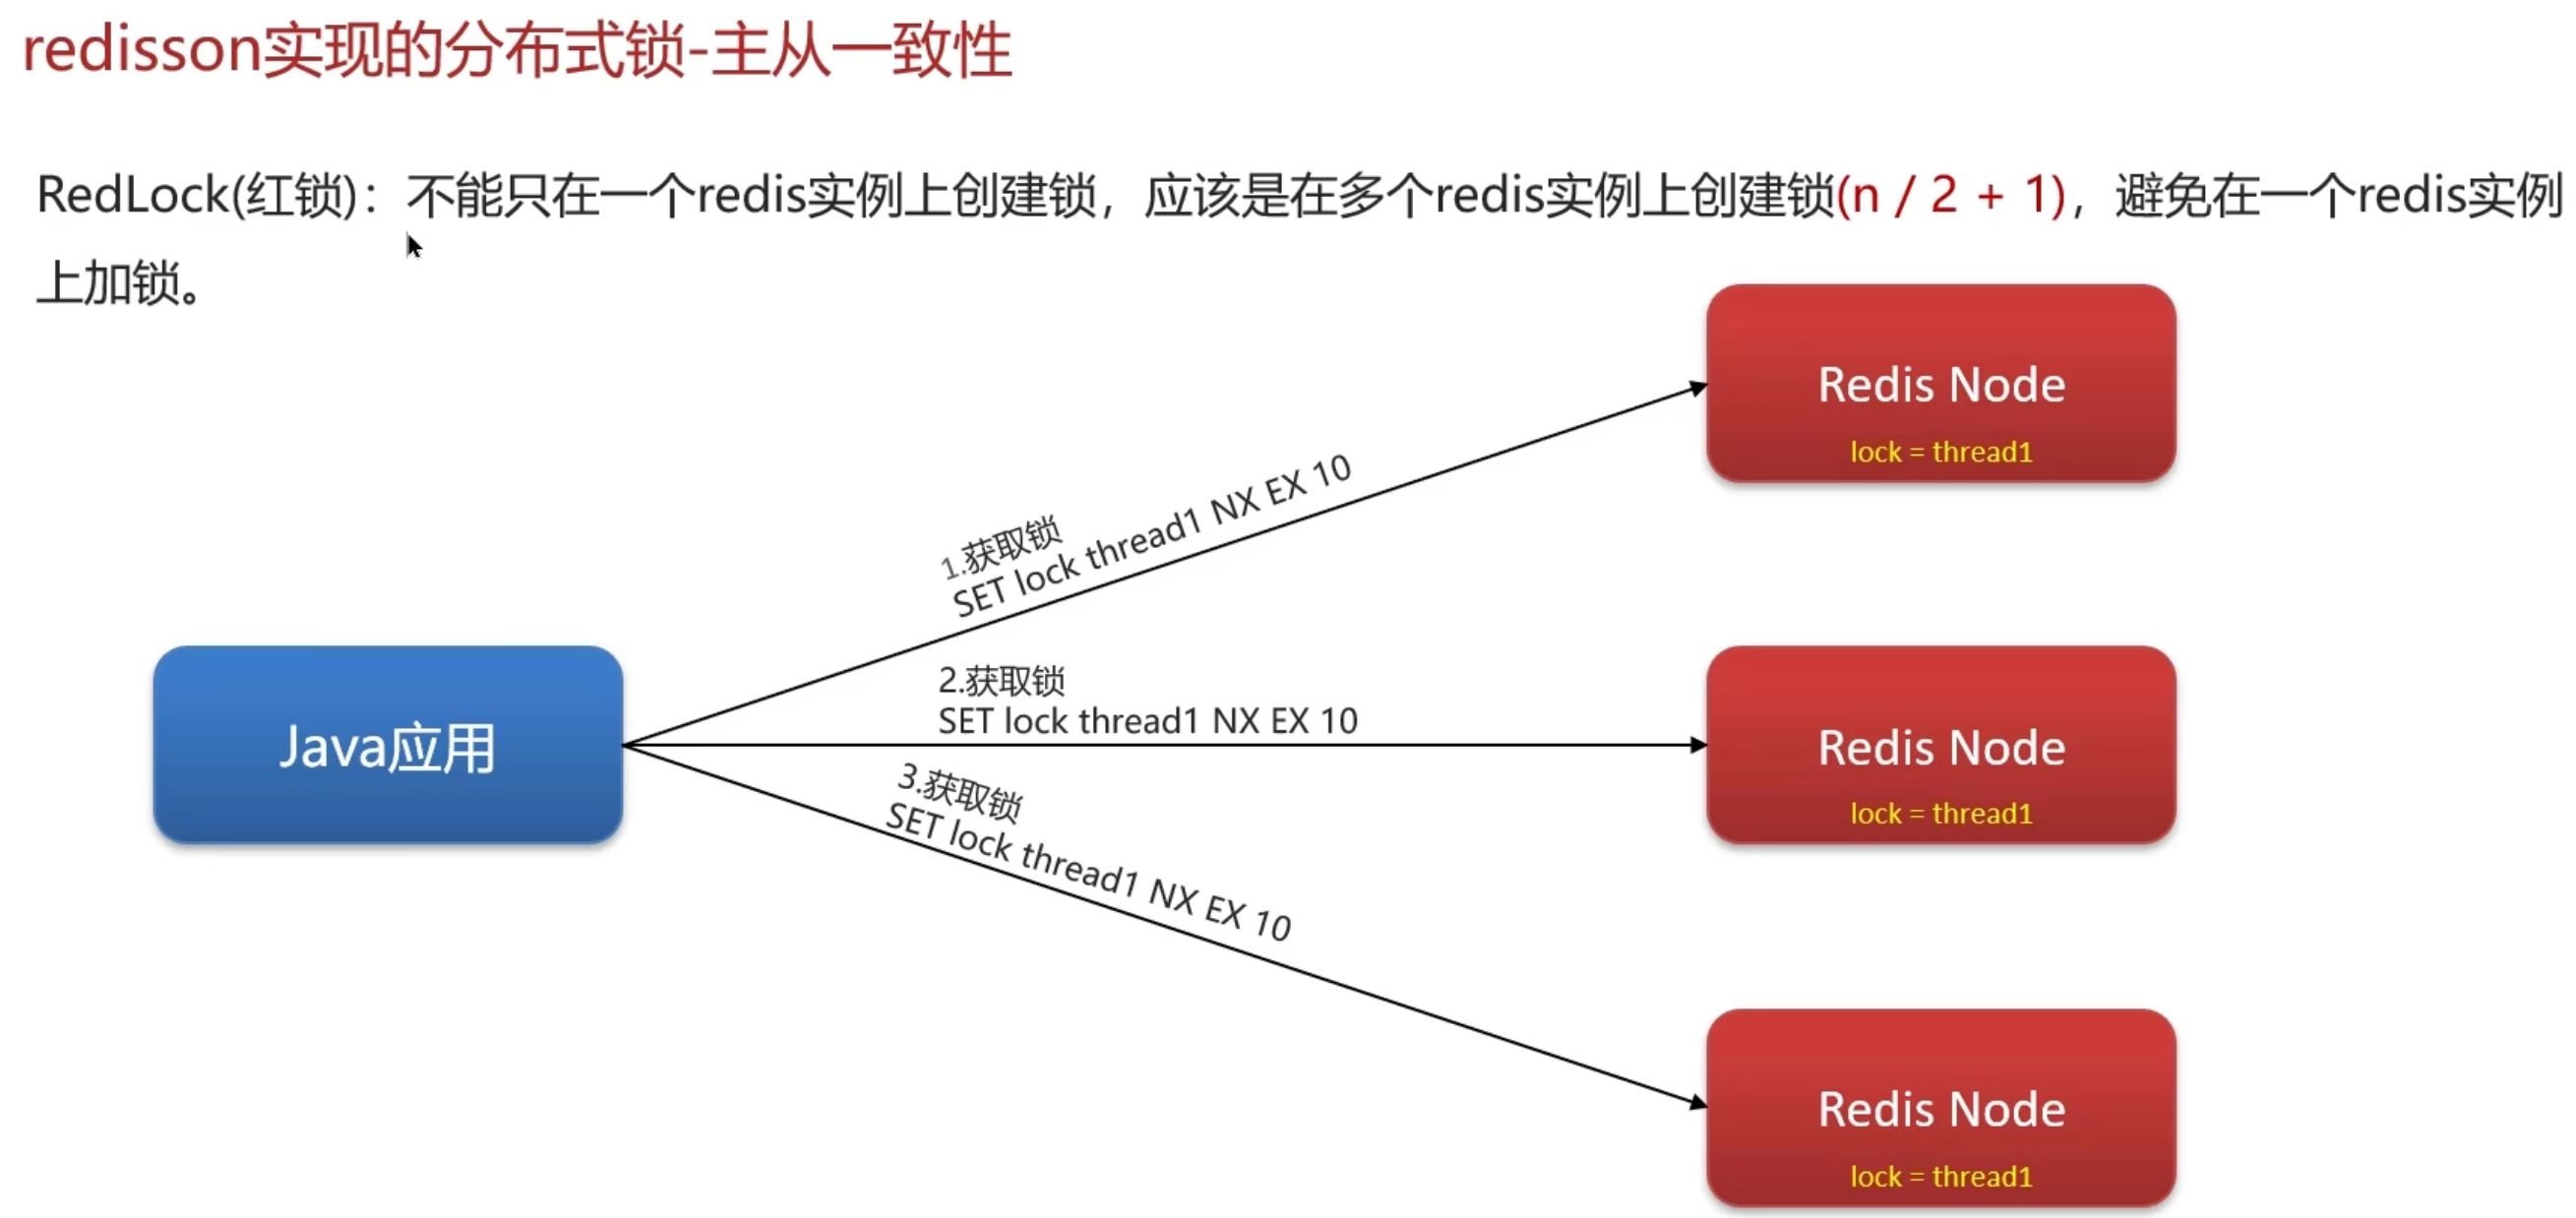 redisson实现的分布式锁-主从一致性
RedLock(红锁)：不能只在一个redis实例上创建锁，应该是在多个redis实例上创建锁(n / 2 + 1)，避免在一个redis实例
上加锁。
Redis Node
lock = thread1
1.获取锁
SET lock thread1 NX EX 10
Java应用
2.获取锁
SET lock thread1 NX EX 10
Redis Node
lock = thread1
3.获取锁
SET lock thread1 NX EX 10
Redis Node
lock = thread1